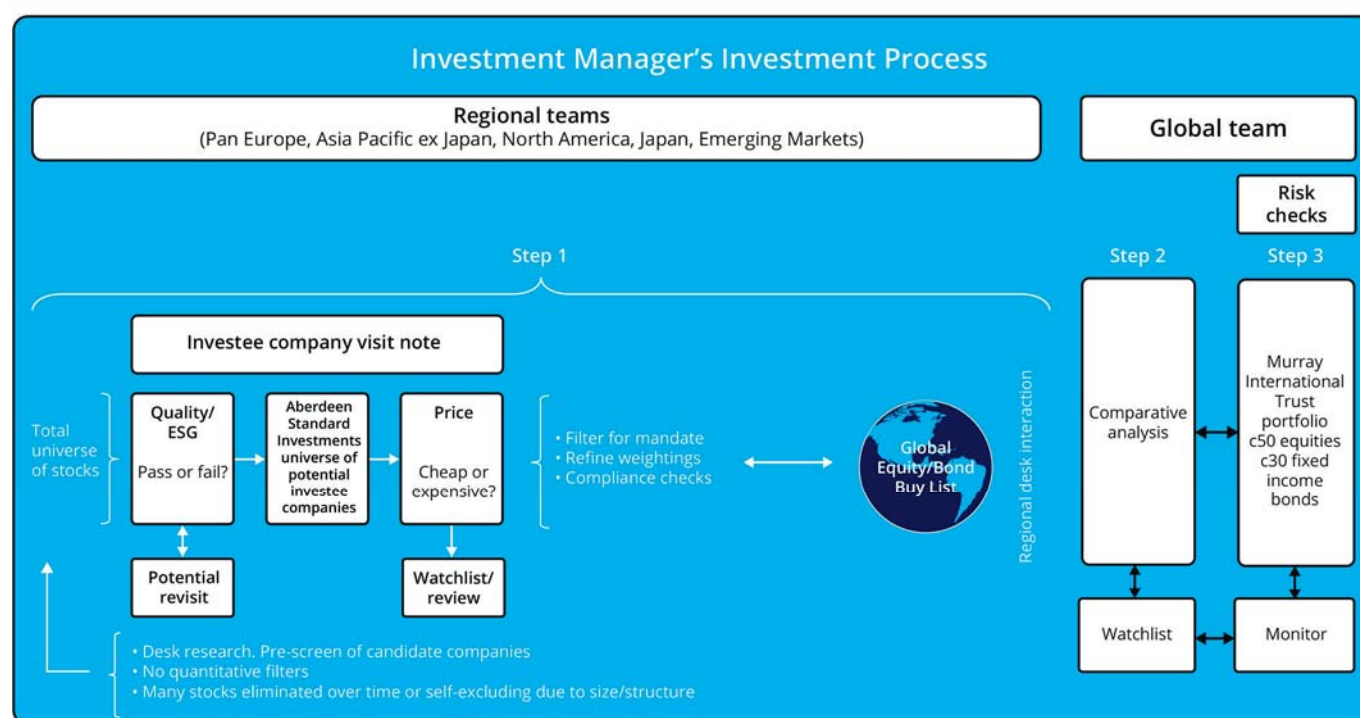 Investment Manager's Investment Process
Regional teams
(Pan Europe, Asia Pacific ex Japan, North America, Japan, Emerging Markets)
Global team
Risk
checks
Step 1
Step 2
Step 3
Investee company visit note
Total
universe
of stocks
Quality/
ESG
Pass or fail?
Aberdeen
Standard
Investments
universe of
potential
investee
companies
Price
Cheap or
expensive?
• Filter for mandate
• Refine weightings
• Compliance checks
Global
Equity/Bond
Buy List
Regional desk interaction
Comparative
analysis
Murray
International
Trust
portfolio
c50 equities
c30 fixed
income
bonds
Potential
revisit
Watchlist/
review
Watchlist
Monitor
• Desk research. Pre-screen of candidate companies
• No quantitative filters
• Many stocks eliminated over time or self-excluding due to size/structure